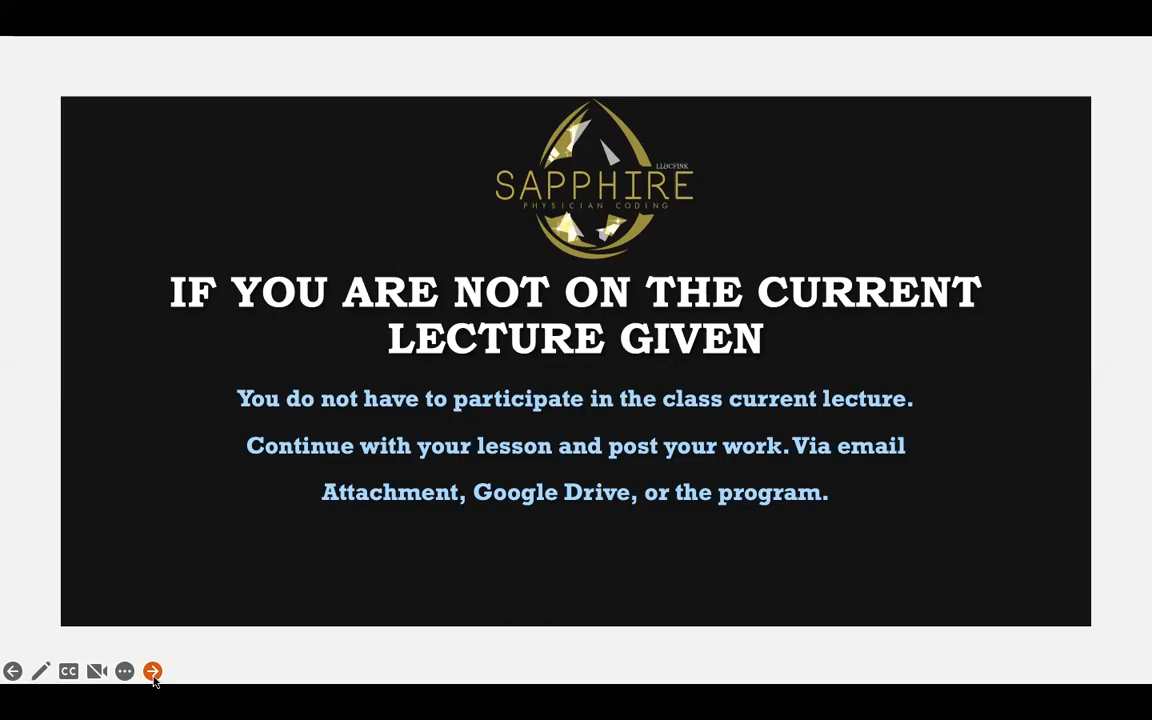 LLUCFINK
SAPPHIRE
PHYSICIAN CODING
IF YOU ARE NOT ON THE CURRENT
LECTURE GIVEN
You do not have to participate in the class current lecture.
Continue with your lesson and post your work. Via email
Attachment, Google Drive, or the program.
CC